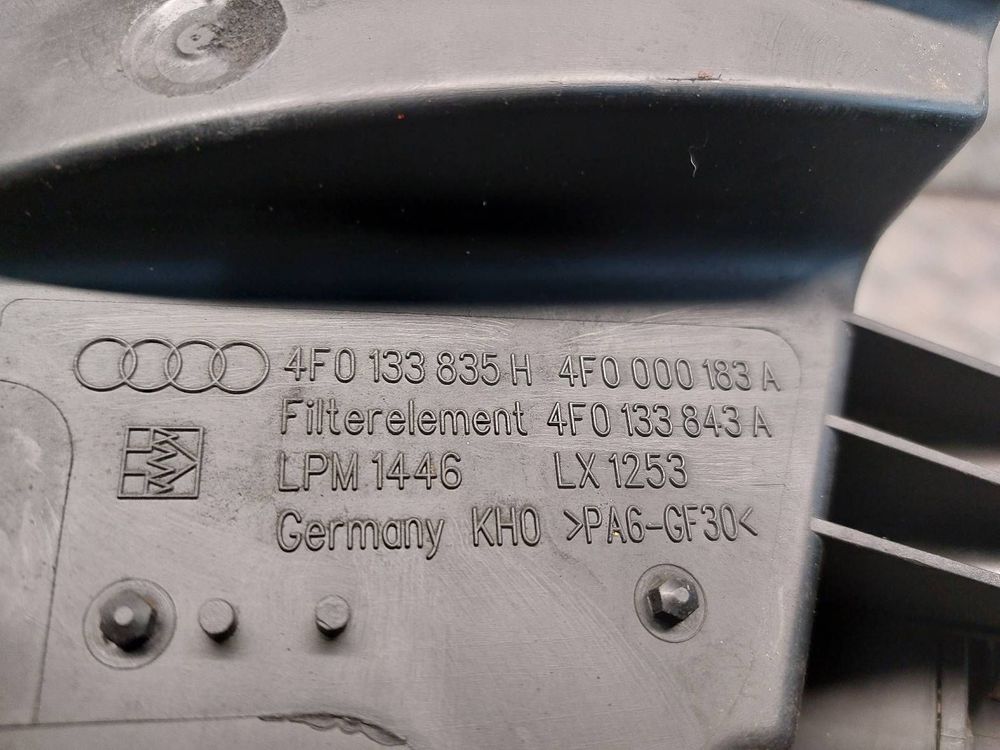 4F0 133 835 H 4F0 000 183 A
Filterelement 4F0 133 843 A
LPM 1446 LX 1253
Germany KH0 >PA6-GF30<